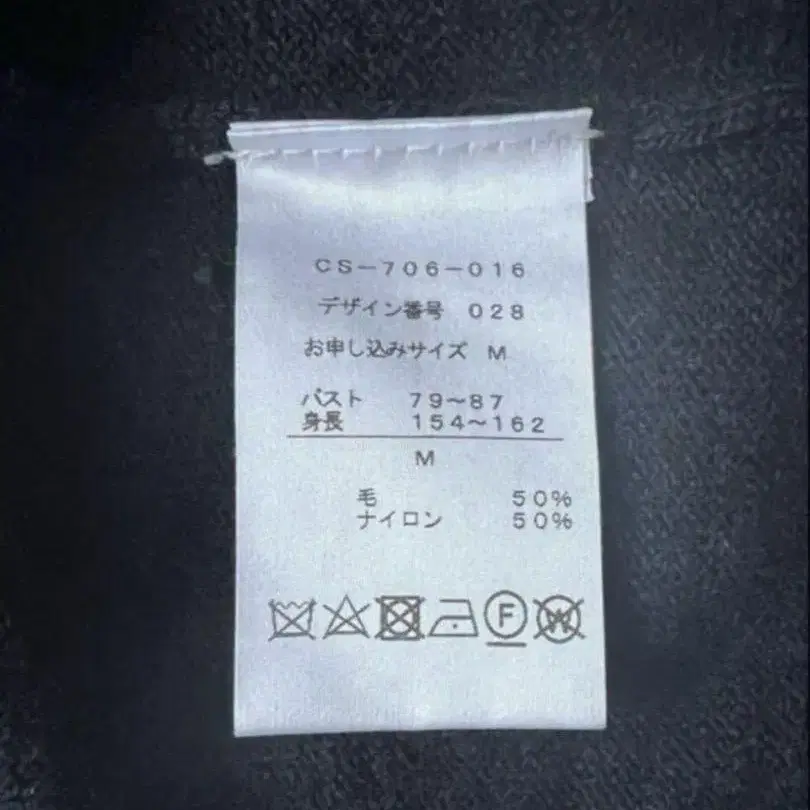 CS-706-016
デザイン番号 028
お申し込みサイズ M
バスト 79~87
身長 154~162
M
毛 50%
ナイロン 50%
F W